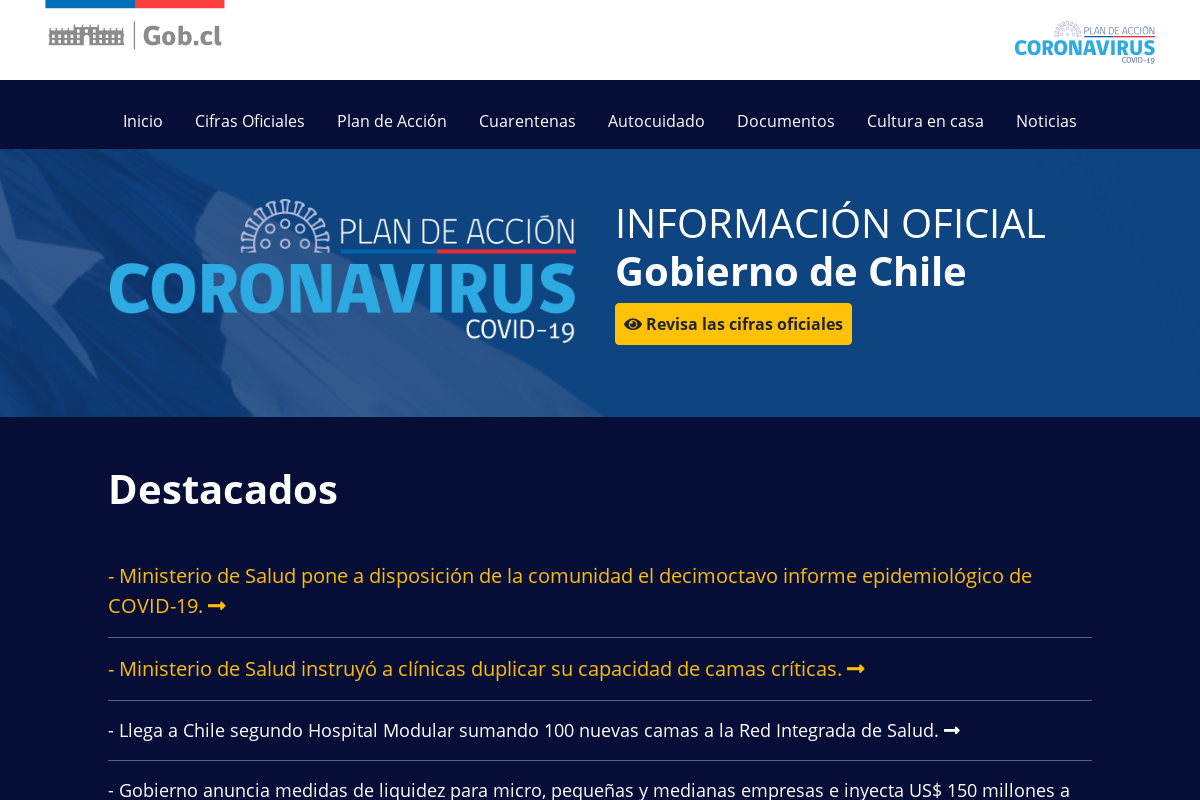 Gob.cl
PLAN DE ACCIÓN
CORONAVIRUS
COVID-19
Inicio Cifras Oficiales Plan de Acción Cuarentenas Autocuidado Documentos Cultura en casa Noticias
PLAN DE ACCIÓN
CORONAVIRUS
COVID-19
INFORMACIÓN OFICIAL
Gobierno de Chile
Revisa las cifras oficiales
Destacados
- Ministerio de Salud pone a disposición de la comunidad el decimoctavo informe epidemiológico de
COVID-19.
- Ministerio de Salud instruyó a clínicas duplicar su capacidad de camas críticas.
- Llega a Chile segundo Hospital Modular sumando 100 nuevas camas a la Red Integrada de Salud.
- Gobierno anuncia medidas de liquidez para micro, pequeñas y medianas empresas e inyecta US$ 150 millones a